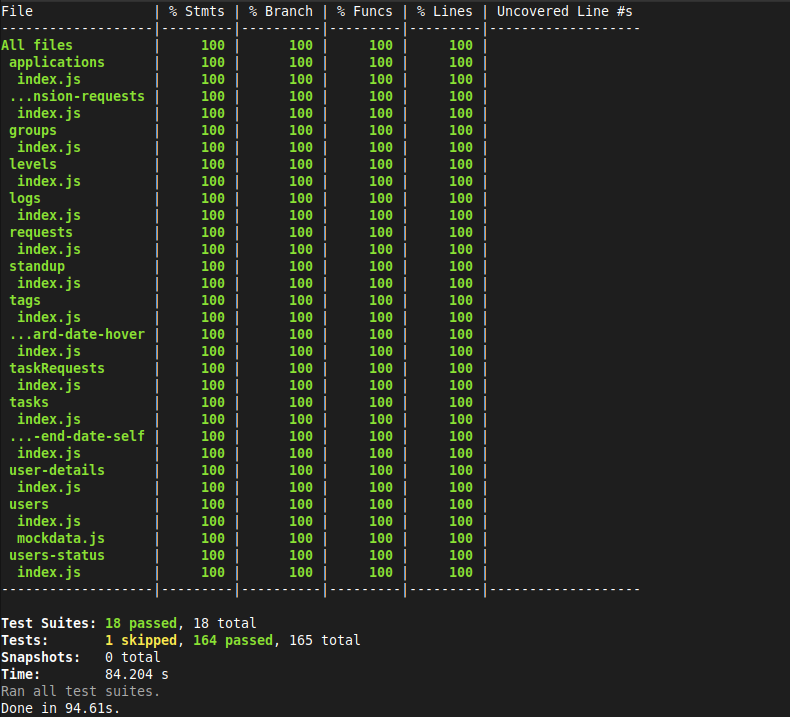 File               | % Stmts | % Branch | % Funcs | % Lines | Uncovered Line #s
-------------------|---------|----------|---------|---------|-------------------
All files          |     100 |      100 |     100 |     100 |
 applications      |     100 |      100 |     100 |     100 |
  index.js         |     100 |      100 |     100 |     100 |
 ...nsion-requests |     100 |      100 |     100 |     100 |
  index.js         |     100 |      100 |     100 |     100 |
 groups            |     100 |      100 |     100 |     100 |
  index.js         |     100 |      100 |     100 |     100 |
 levels            |     100 |      100 |     100 |     100 |
  index.js         |     100 |      100 |     100 |     100 |
 logs              |     100 |      100 |     100 |     100 |
  index.js         |     100 |      100 |     100 |     100 |
 requests          |     100 |      100 |     100 |     100 |
  index.js         |     100 |      100 |     100 |     100 |
 standup           |     100 |      100 |     100 |     100 |
  index.js         |     100 |      100 |     100 |     100 |
 tags              |     100 |      100 |     100 |     100 |
  index.js         |     100 |      100 |     100 |     100 |
 ...ard-date-hover |     100 |      100 |     100 |     100 |
  index.js         |     100 |      100 |     100 |     100 |
 taskRequests      |     100 |      100 |     100 |     100 |
  index.js         |     100 |      100 |     100 |     100 |
 tasks             |     100 |      100 |     100 |     100 |
  index.js         |     100 |      100 |     100 |     100 |
 ...-end-date-self |     100 |      100 |     100 |     100 |
  index.js         |     100 |      100 |     100 |     100 |
 user-details      |     100 |      100 |     100 |     100 |
  index.js         |     100 |      100 |     100 |     100 |
 users             |     100 |      100 |     100 |     100 |
  index.js         |     100 |      100 |     100 |     100 |
  mockdata.js      |     100 |      100 |     100 |     100 |
 users-status      |     100 |      100 |     100 |     100 |
  index.js         |     100 |      100 |     100 |     100 |
-------------------|---------|----------|---------|---------|-------------------

Test Suites: 18 passed, 18 total
Tests:       1 skipped, 164 passed, 165 total
Snapshots:   0 total
Time:        84.204 s
Ran all test suites.
Done in 94.61s.